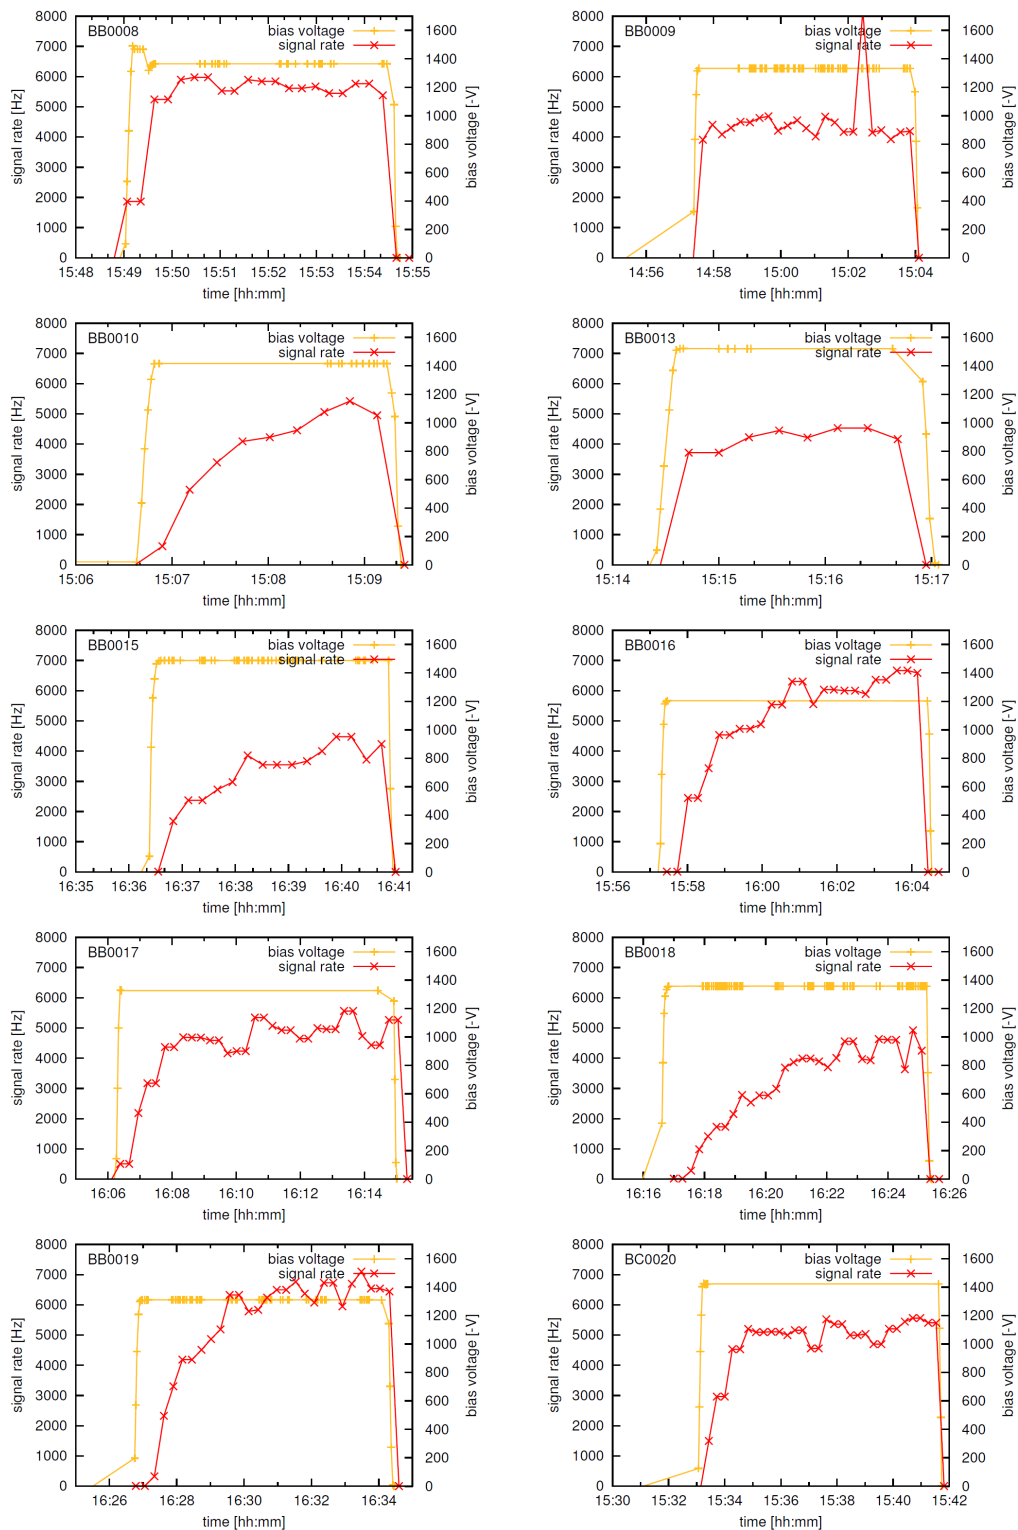 BB0008
bias voltage
signal rate
signal rate [Hz]
bias voltage [-V]
8000
7000
6000
5000
4000
3000
2000
1000
0
1600
1400
1200
1000
800
600
400
200
0
15:48 15:49 15:50 15:51 15:52 15:53 15:54 15:55
time [hh:mm]
BB0009
bias voltage
signal rate
signal rate [Hz]
bias voltage [-V]
8000
7000
6000
5000
4000
3000
2000
1000
0
1600
1400
1200
1000
800
600
400
200
0
14:56 14:58 15:00 15:02 15:04
time [hh:mm]
BB0010
bias voltage
signal rate
signal rate [Hz]
bias voltage [-V]
8000
7000
6000
5000
4000
3000
2000
1000
0
1600
1400
1200
1000
800
600
400
200
0
15:06 15:07 15:08 15:09
time [hh:mm]
BB0013
bias voltage
signal rate
signal rate [Hz]
bias voltage [-V]
8000
7000
6000
5000
4000
3000
2000
1000
0
1600
1400
1200
1000
800
600
400
200
0
15:14 15:15 15:16 15:17
time [hh:mm]
BB0015
bias voltage
signal rate
signal rate [Hz]
bias voltage [-V]
8000
7000
6000
5000
4000
3000
2000
1000
0
1600
1400
1200
1000
800
600
400
200
0
16:35 16:36 16:37 16:38 16:39 16:40 16:41
time [hh:mm]
BB0016
bias voltage
signal rate
signal rate [Hz]
bias voltage [-V]
8000
7000
6000
5000
4000
3000
2000
1000
0
1600
1400
1200
1000
800
600
400
200
0
15:56 15:58 16:00 16:02 16:04
time [hh:mm]
BB0017
bias voltage
signal rate
signal rate [Hz]
bias voltage [-V]
8000
7000
6000
5000
4000
3000
2000
1000
0
1600
1400
1200
1000
800
600
400
200
0
16:06 16:08 16:10 16:12 16:14
time [hh:mm]
BB0018
bias voltage
signal rate
signal rate [Hz]
bias voltage [-V]
8000
7000
6000
5000
4000
3000
2000
1000
0
1600
1400
1200
1000
800
600
400
200
0
16:16 16:18 16:20 16:22 16:24 16:26
time [hh:mm]
BB0019
bias voltage
signal rate
signal rate [Hz]
bias voltage [-V]
8000
7000
6000
5000
4000
3000
2000
1000
0
1600
1400
1200
1000
800
600
400
200
0
16:26 16:28 16:30 16:32 16:34
time [hh:mm]
BC0020
bias voltage
signal rate
signal rate [Hz]
bias voltage [-V]
8000
7000
6000
5000
4000
3000
2000
1000
0
1600
1400
1200
1000
800
600
400
200
0
15:30 15:32 15:34 15:36 15:38 15:40 15:42
time [hh:mm]